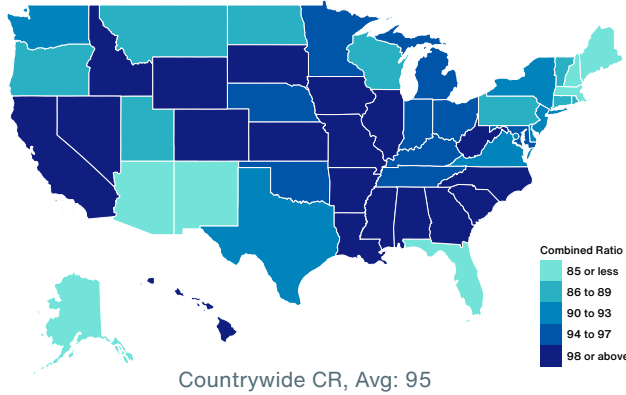 Combined Ratio
85 or less
86 to 89
90 to 93
94 to 97
98 or above
Countrywide CR, Avg: 95